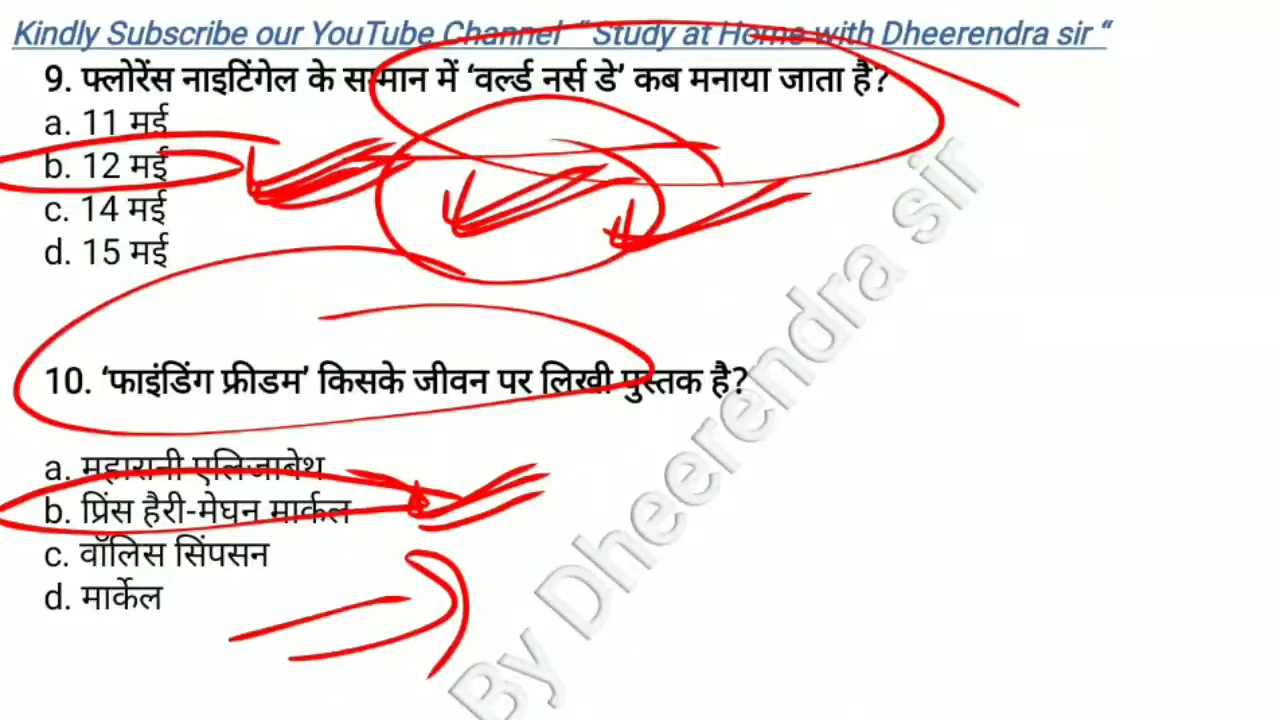 Kindly Subscribe our YouTube Channel " Study at Home with Dheerendra sir "
9. फ्लोरेंस नाइटिंगेल के सम्मान में ‘वर्ल्ड नर्स डे’ कब मनाया जाता है?
a. 11 मई
b. 12 मई
c. 14 मई
d. 15 मई
10. ‘फाइंडिंग फ्रीडम’ किसके जीवन पर लिखी पुस्तक है?
a. महारानी एलिजाबेथ
b. प्रिंस हैरी-मेघन मार्कल
c. वॉलिस सिंपसन
d. मार्केल
By Dheerendra sir